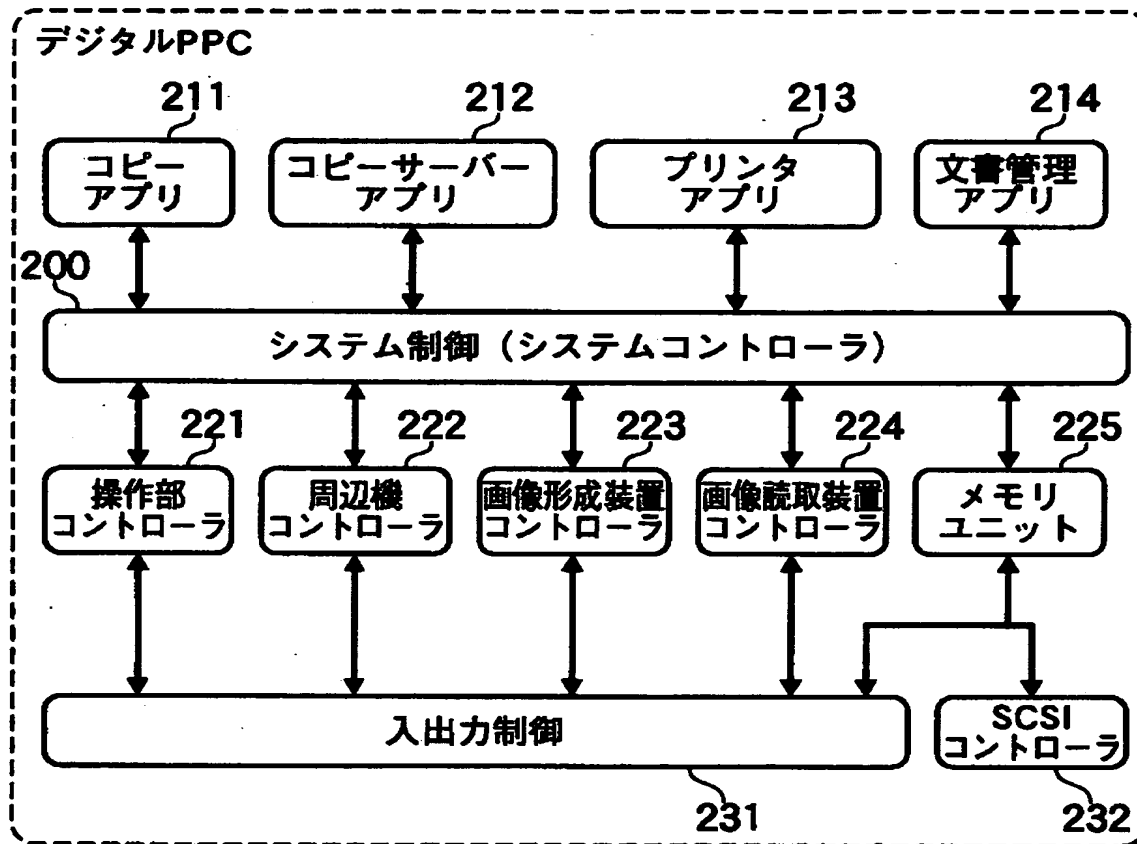 デジタルPPC
211
212
213
214
コピー
アプリ
コピーサーバー
アプリ
プリンタ
アプリ
文書管理
アプリ
200
システム制御（システムコントローラ）
221
222
223
224
225
操作部
コントローラ
周辺機
コントローラ
画像形成装置
コントローラ
画像読取装置
コントローラ
メモリ
ユニット
入出力制御
SCSI
コントローラ
231
232